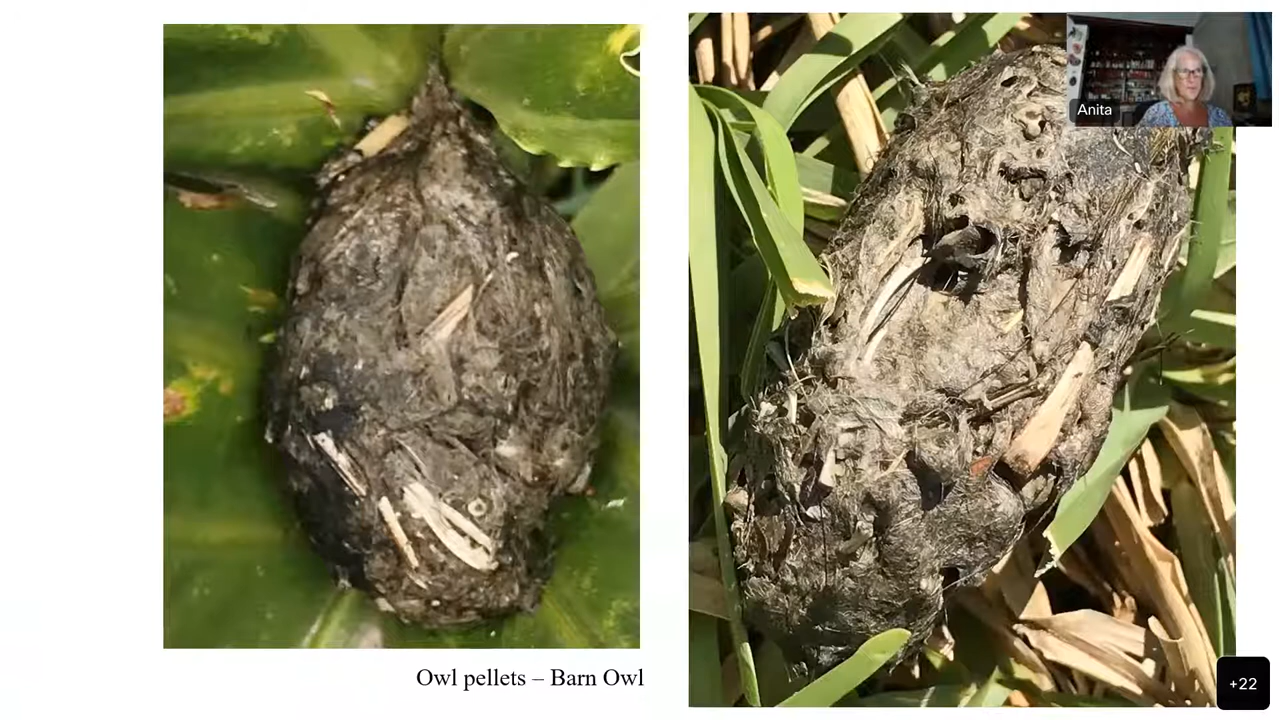 Anita
Owl pellets – Barn Owl
+22